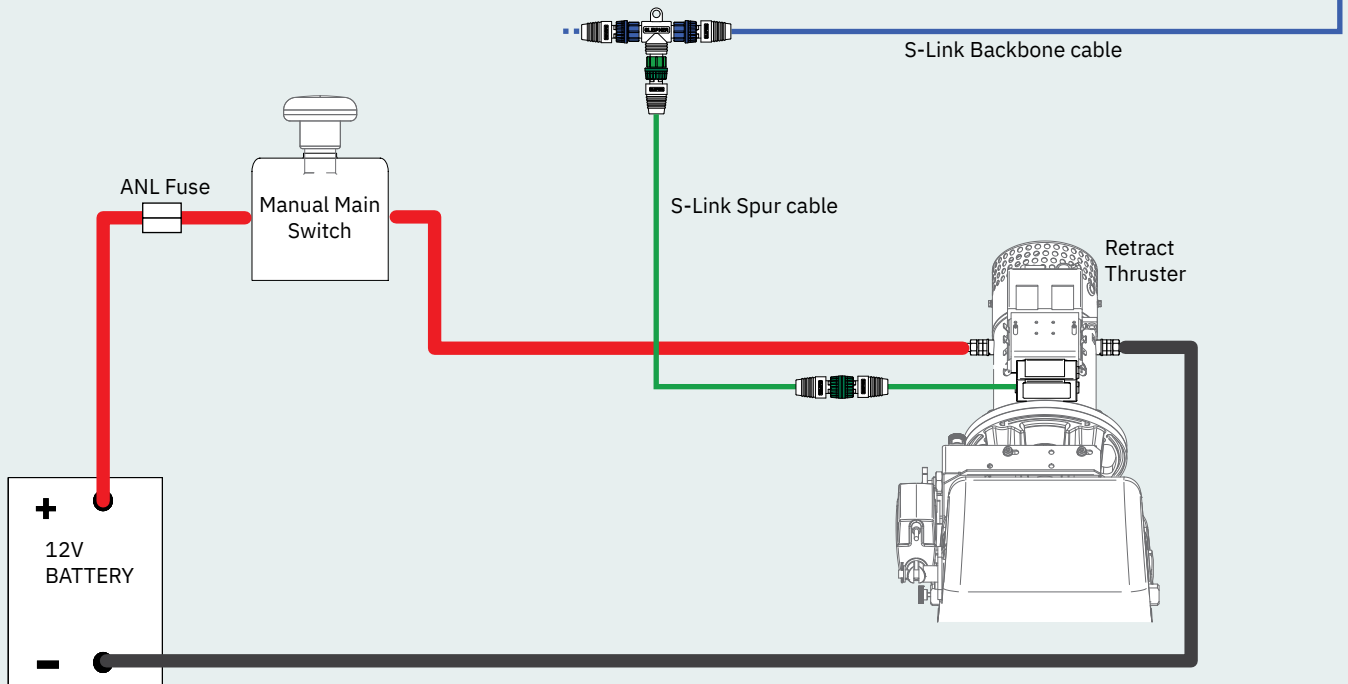 S-Link Backbone cable
ANL Fuse
Manual Main
Switch
S-Link Spur cable
Retract
Thruster
+
12V
BATTERY
-